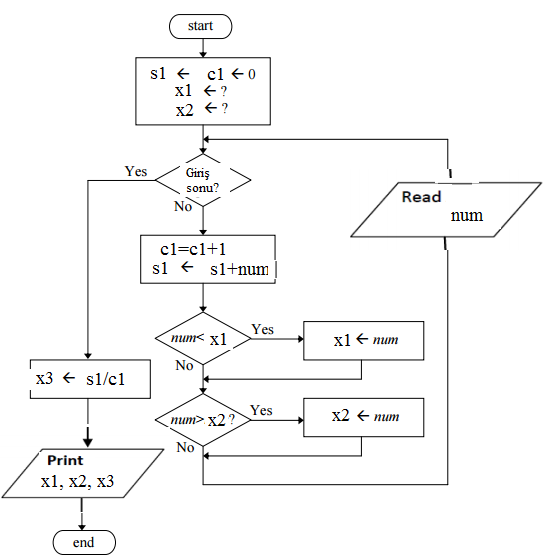 start
s1 ← c1 ← 0
x1 ← ?
x2 ← ?
Yes
Giriş
sonu?
No
Read
num
c1=c1+1
s1 ← s1+num
num< x1
Yes
x1 ← num
No
x3 ← s1/c1
num> x2 ?
Yes
x2 ← num
No
Print
x1, x2, x3
end